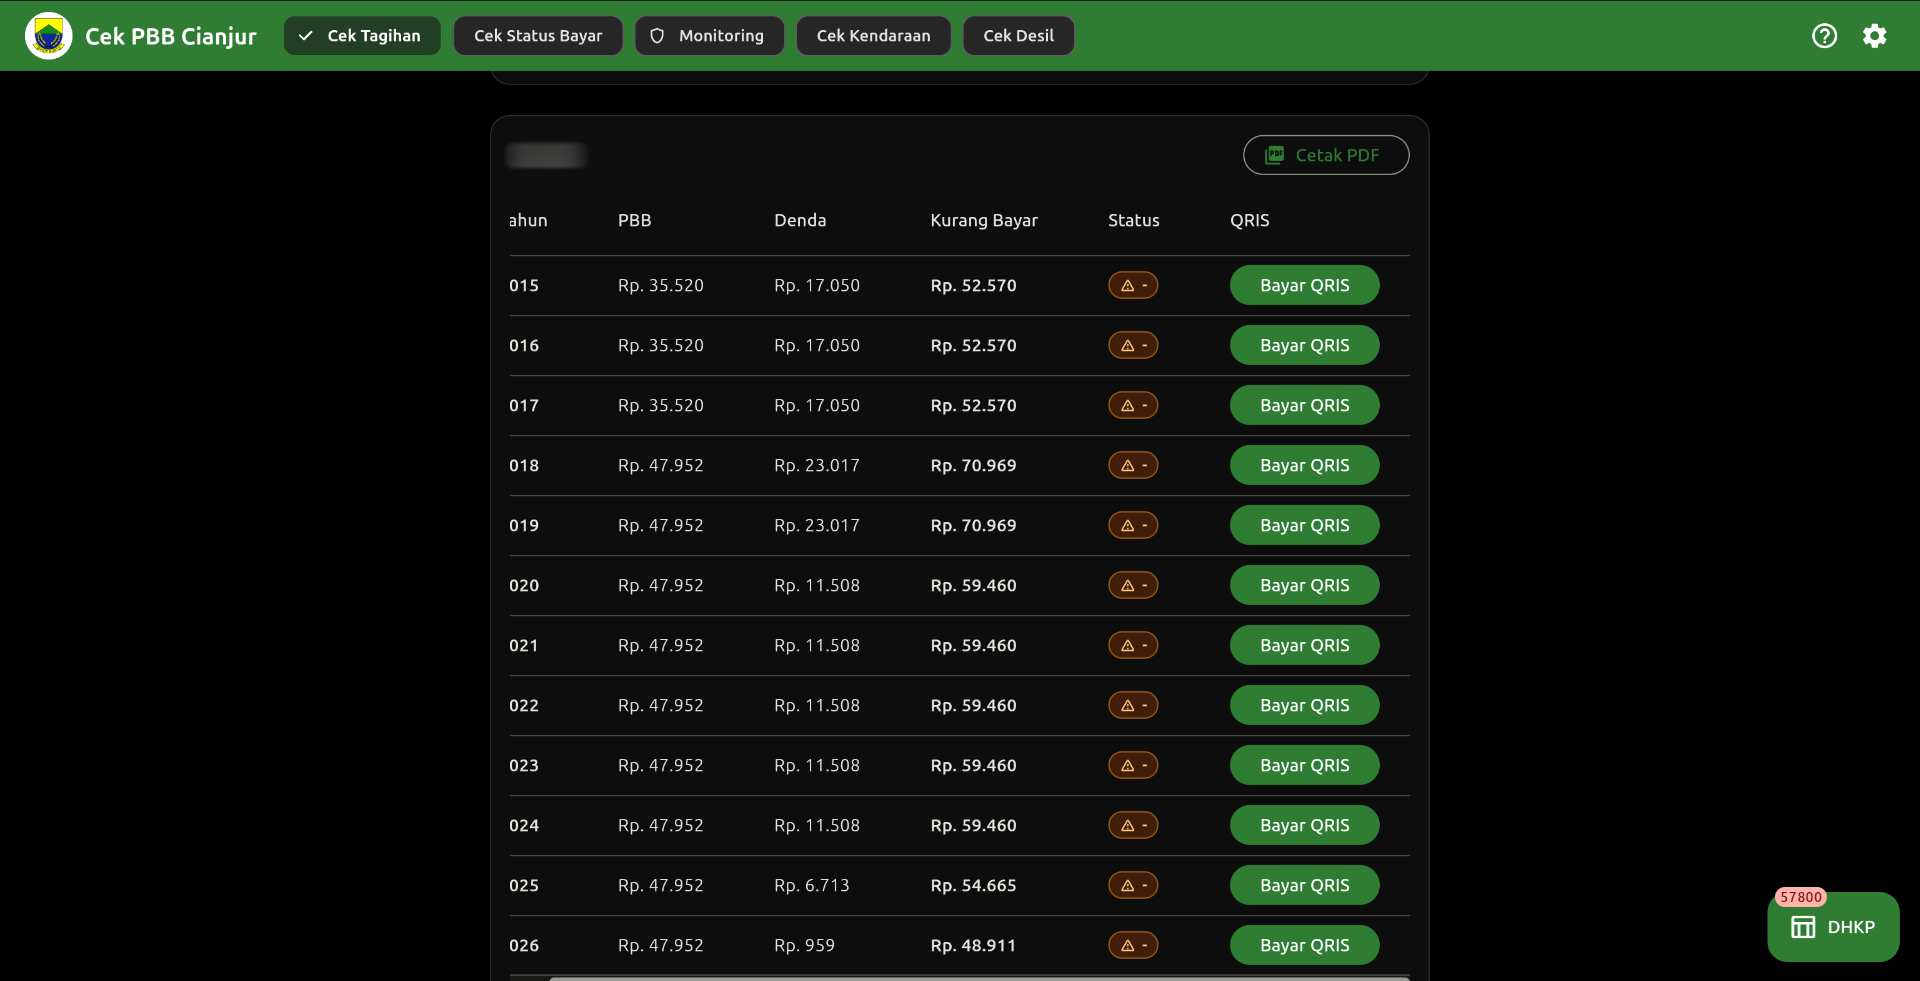 Cek PBB Cianjur
Cek Tagihan
Cek Status Bayar
Monitoring
Cek Kendaraan
Cek Desil
PDF Cetak PDF
ahun PBB Denda Kurang Bayar Status QRIS
015 Rp. 35.520 Rp. 17.050 Rp. 52.570 - Bayar QRIS
016 Rp. 35.520 Rp. 17.050 Rp. 52.570 - Bayar QRIS
017 Rp. 35.520 Rp. 17.050 Rp. 52.570 - Bayar QRIS
018 Rp. 47.952 Rp. 23.017 Rp. 70.969 - Bayar QRIS
019 Rp. 47.952 Rp. 23.017 Rp. 70.969 - Bayar QRIS
020 Rp. 47.952 Rp. 11.508 Rp. 59.460 - Bayar QRIS
021 Rp. 47.952 Rp. 11.508 Rp. 59.460 - Bayar QRIS
022 Rp. 47.952 Rp. 11.508 Rp. 59.460 - Bayar QRIS
023 Rp. 47.952 Rp. 11.508 Rp. 59.460 - Bayar QRIS
024 Rp. 47.952 Rp. 11.508 Rp. 59.460 - Bayar QRIS
025 Rp. 47.952 Rp. 6.713 Rp. 54.665 - Bayar QRIS
026 Rp. 47.952 Rp. 959 Rp. 48.911 - Bayar QRIS
57800
DHKP